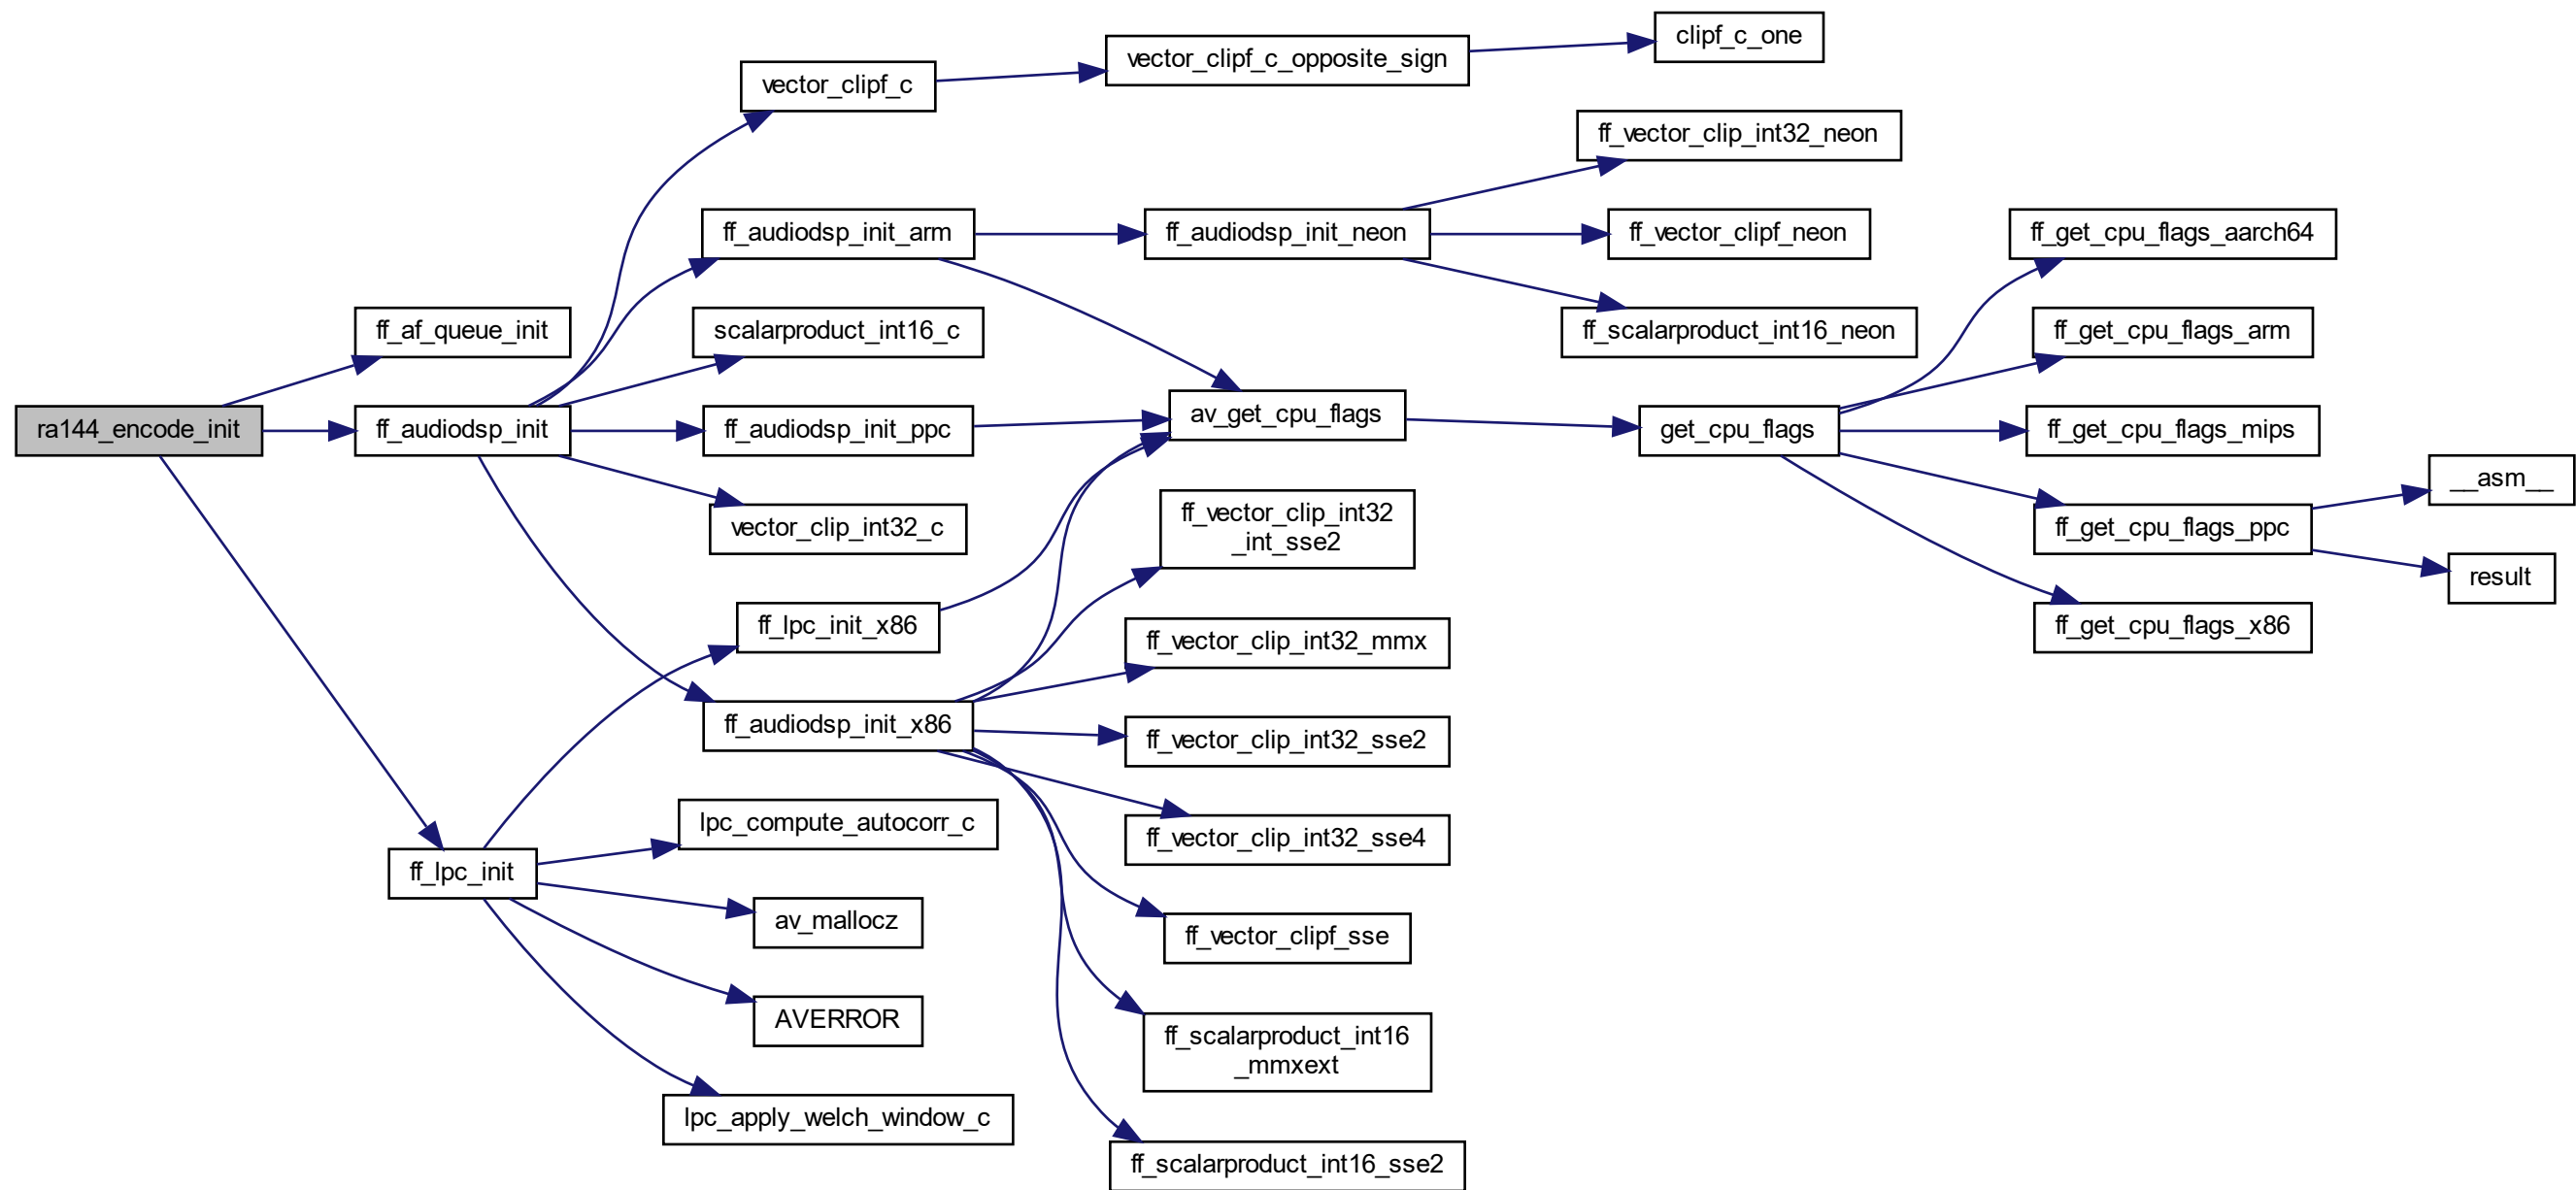 clipf_c_one
vector_clipf_c_opposite_sign
vector_clipf_c
ff_vector_clip_int32_neon
ff_audiodsp_init_arm
ff_audiodsp_init_neon
ff_vector_clipf_neon
ff_get_cpu_flags_aarch64
ff_af_queue_init
scalarproduct_int16_c
ff_scalarproduct_int16_neon
ff_get_cpu_flags_arm
ra144_encode_init
ff_audiodsp_init
ff_audiodsp_init_ppc
av_get_cpu_flags
get_cpu_flags
ff_get_cpu_flags_mips
__asm__
vector_clip_int32_c
ff_vector_clip_int32
_int_sse2
ff_get_cpu_flags_ppc
result
ff_lpc_init_x86
ff_vector_clip_int32_mmx
ff_get_cpu_flags_x86
ff_audiodsp_init_x86
ff_vector_clip_int32_sse2
lpc_compute_autocorr_c
ff_vector_clip_int32_sse4
ff_lpc_init
av_mallocz
ff_vector_clipf_sse
AVERROR
ff_scalarproduct_int16
_mmxext
lpc_apply_welch_window_c
ff_scalarproduct_int16_sse2